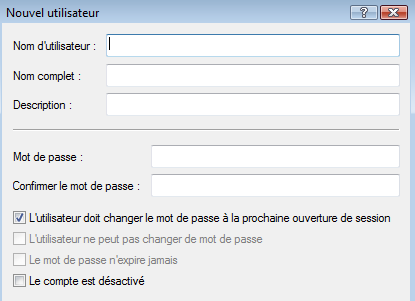 Nouvel utilisateur
Nom d'utilisateur :
Nom complet :
Description :
Mot de passe :
Confirmer le mot de passe :
L'utilisateur doit changer le mot de passe à la prochaine ouverture de session
L'utilisateur ne peut pas changer de mot de passe
Le mot de passe n'expire jamais
Le compte est désactivé